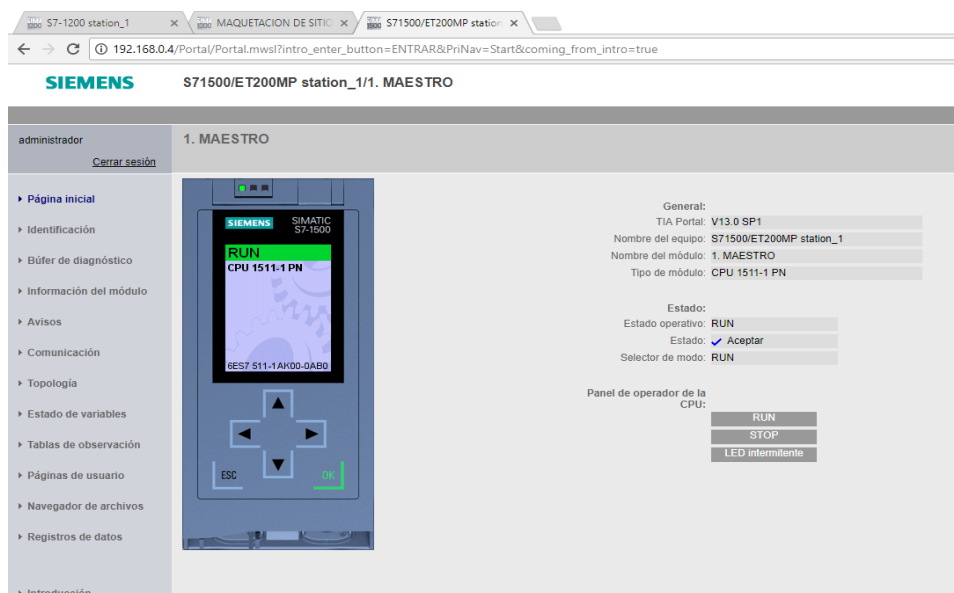 S7-1200 station_1
MAQUETACION DE SITIO
S71500/ET200MP station
192.168.0.4/Portal/Portal.mwsl?intro_enter_button=ENTRAR&PriNav=Start&coming_from_intro=true
SIEMENS
S71500/ET200MP station_1/1. MAESTRO
administrador
Cerrar sesión
1. MAESTRO
Página inicial
Identificación
Búfer de diagnóstico
Información del módulo
Avisos
Comunicación
Topología
Estado de variables
Tablas de observación
Páginas de usuario
Navegador de archivos
Registros de datos
Introducción
SIEMENS SIMATIC
S7-1500
RUN
CPU 1511-1 PN
6ES7 511-1AK00-0AB0
ESC OK
General:
TIA Portal: V13.0 SP1
Nombre del equipo: S71500/ET200MP station_1
Nombre del módulo: 1. MAESTRO
Tipo de módulo: CPU 1511-1 PN
Estado:
Estado operativo: RUN
Estado: Aceptar
Selector de modo: RUN
Panel de operador de la
CPU:
RUN
STOP
LED intermitente